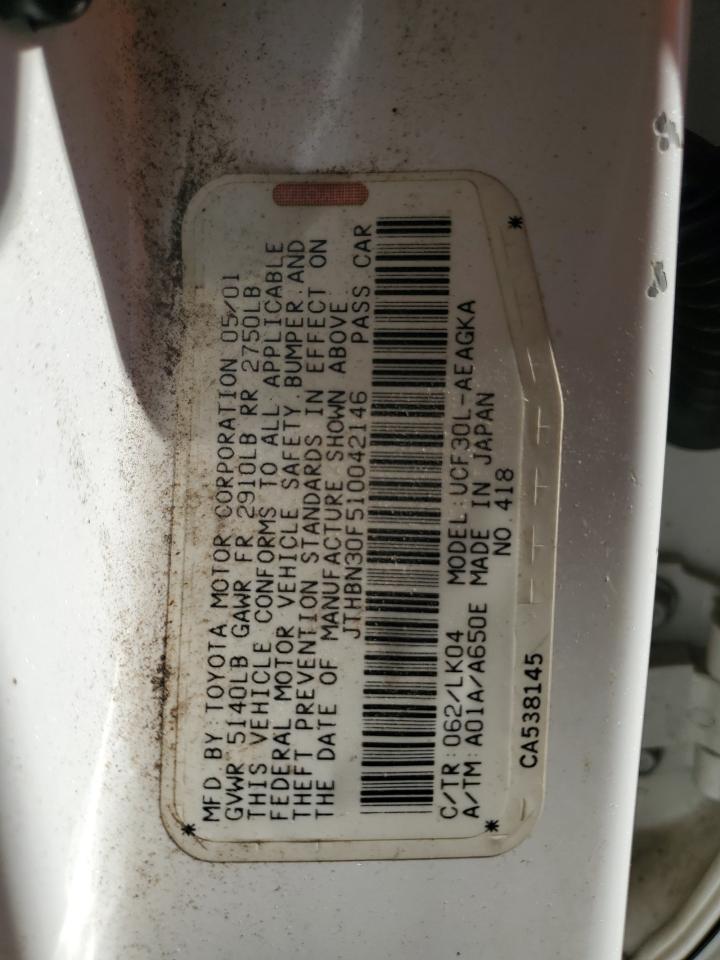 MFD BY:TOYOTA MOTOR CORPORATION 05/01
GVWR 5140LB GAWR FR 2910LB RR 2750LB
THIS VEHICLE CONFORMS TO ALL APPLICABLE
FEDERAL MOTOR VEHICLE SAFETY BUMPER AND
THEFT PREVENTION STANDARDS IN EFFECT ON
THE DATE OF MANUFACTURE SHOWN ABOVE
JTHBN30F510042146 PASS CAR
C/TR:062/LK04 MODEL:UCF30L-AEAGKA
A/TM:A01A/A650E MADE IN JAPAN
NO 418
CA538145